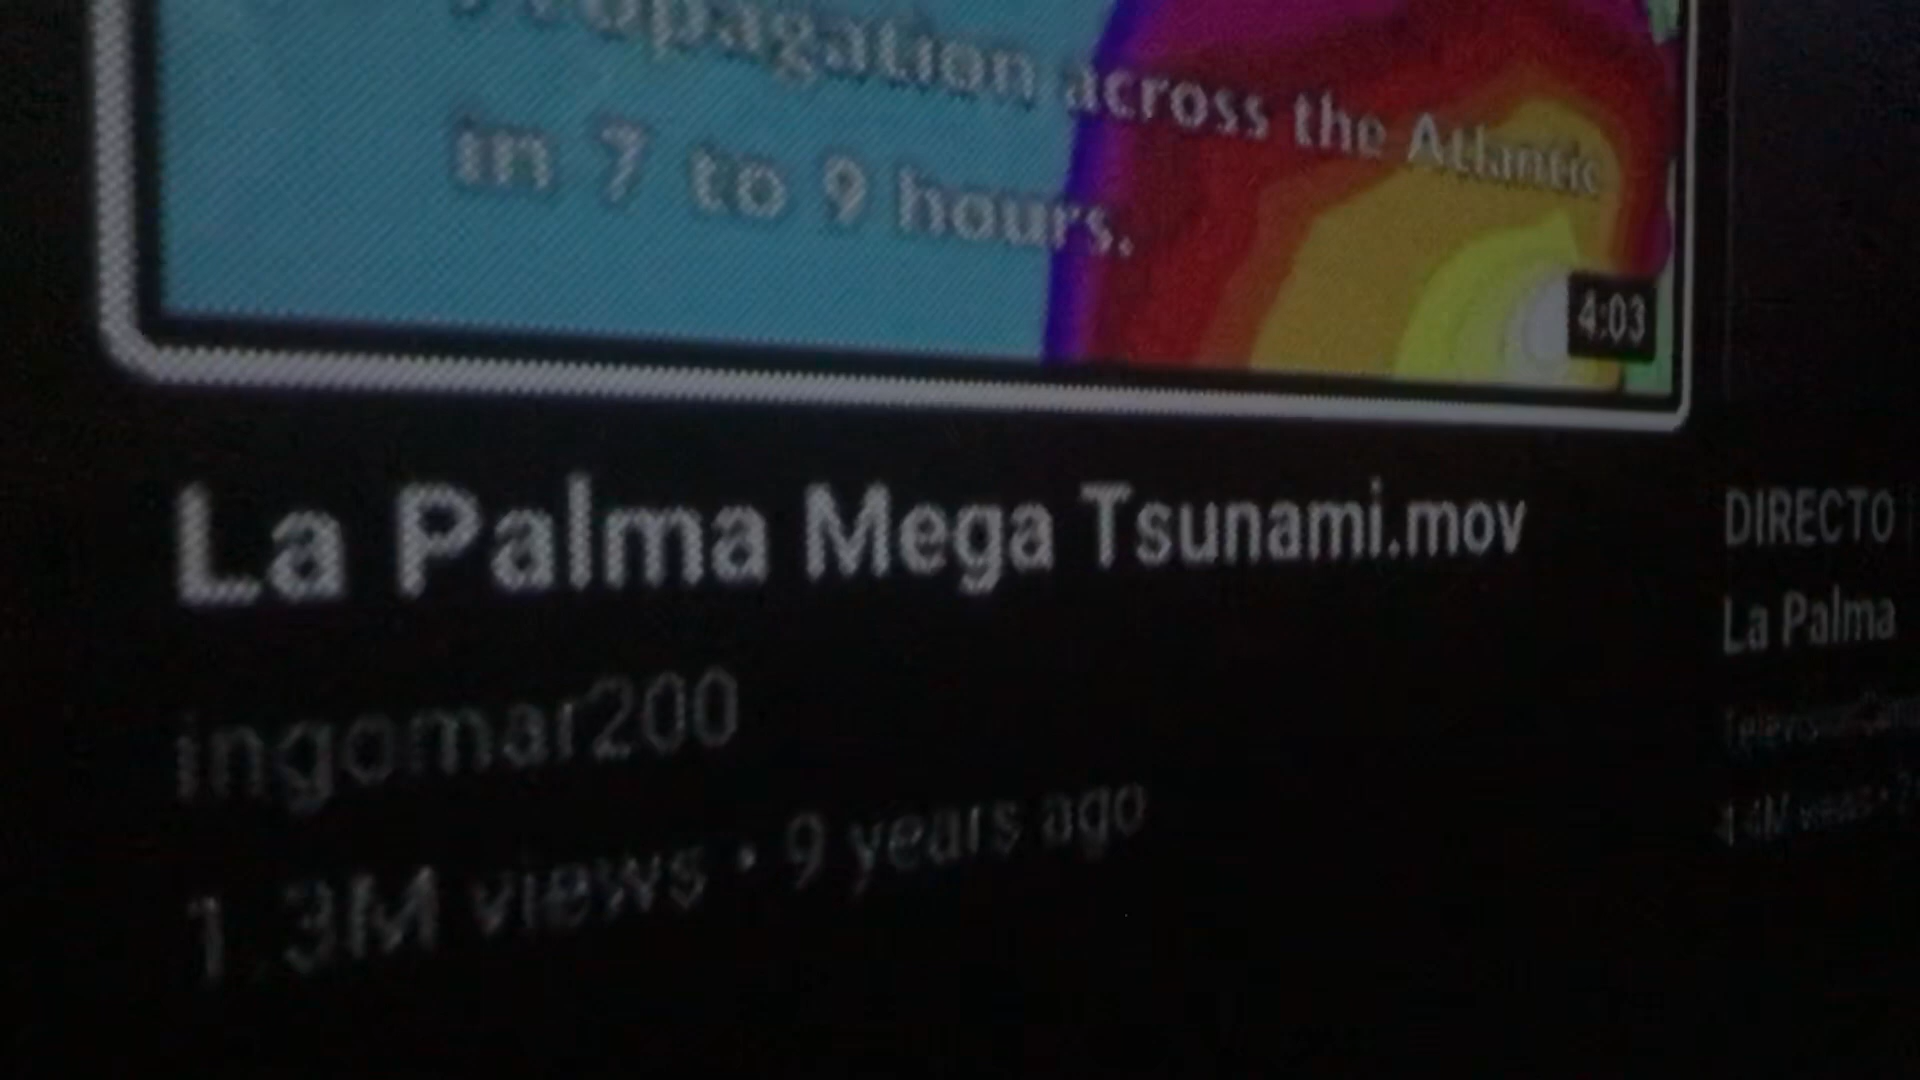 Propagation across the Atlantic
in 7 to 9 hours.
4:03
La Palma Mega Tsunami.mov
ingomar200
1.3M views • 9 years ago
DIRECTO
La Palma